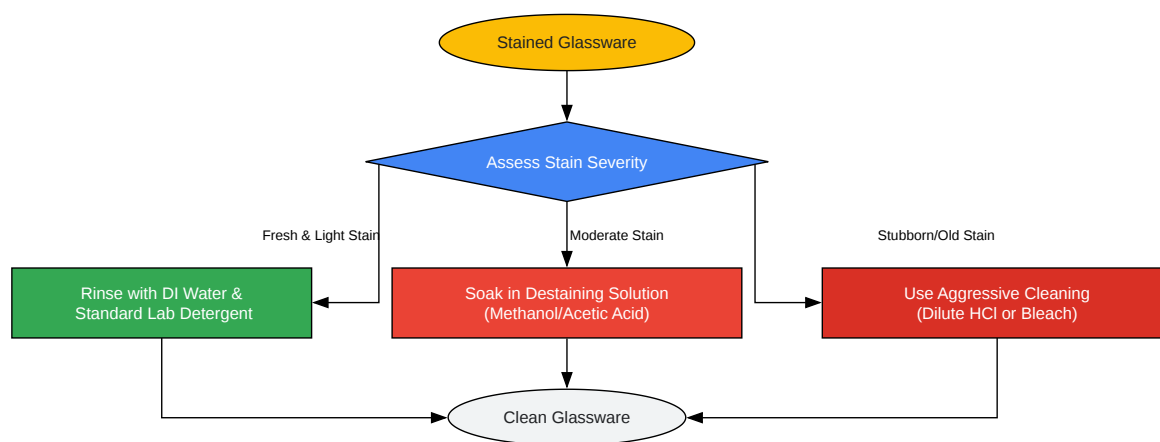 Stained Glassware
Assess Stain Severity
Fresh & Light Stain
Moderate Stain
Stubborn/Old Stain
Rinse with DI Water &
Standard Lab Detergent
Soak in Destaining Solution
(Methanol/Acetic Acid)
Use Aggressive Cleaning
(Dilute HCl or Bleach)
Clean Glassware